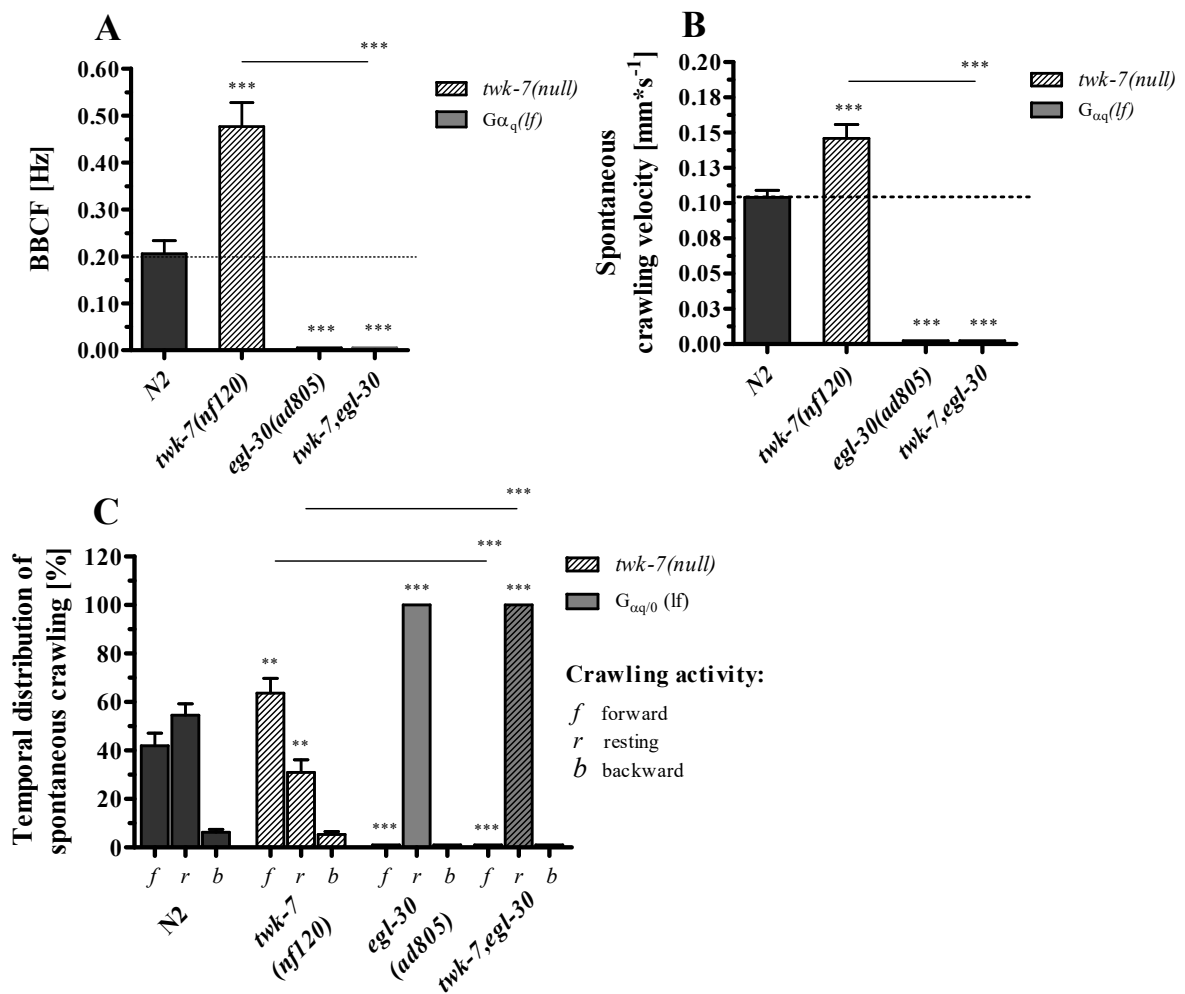 A
BBCF [Hz]
0.60
0.50
0.40
0.30
0.20
0.10
0.00
***
***
***
***
N2
twk-7(nf120)
egl-30(ad805)
twk-7,egl-30
twk-7(null)
Gαq(lf)
B
Spontaneous
crawling velocity [mm*s-1]
0.20
0.18
0.15
0.13
0.10
0.08
0.05
0.03
0.00
***
***
***
***
N2
twk-7(nf120)
egl-30(ad805)
twk-7,egl-30
twk-7(null)
Gαq(lf)
C
Temporal distribution of
spontaneous crawling [%]
120
100
80
60
40
20
0
***
***
**
**
***
***
***
***
f r b f r b f r b f r b
N2
twk-7
(nf120)
egl-30
(ad805)
twk-7,egl-30
twk-7(null)
Gαq/0 (lf)
Crawling activity:
f forward
r resting
b backward